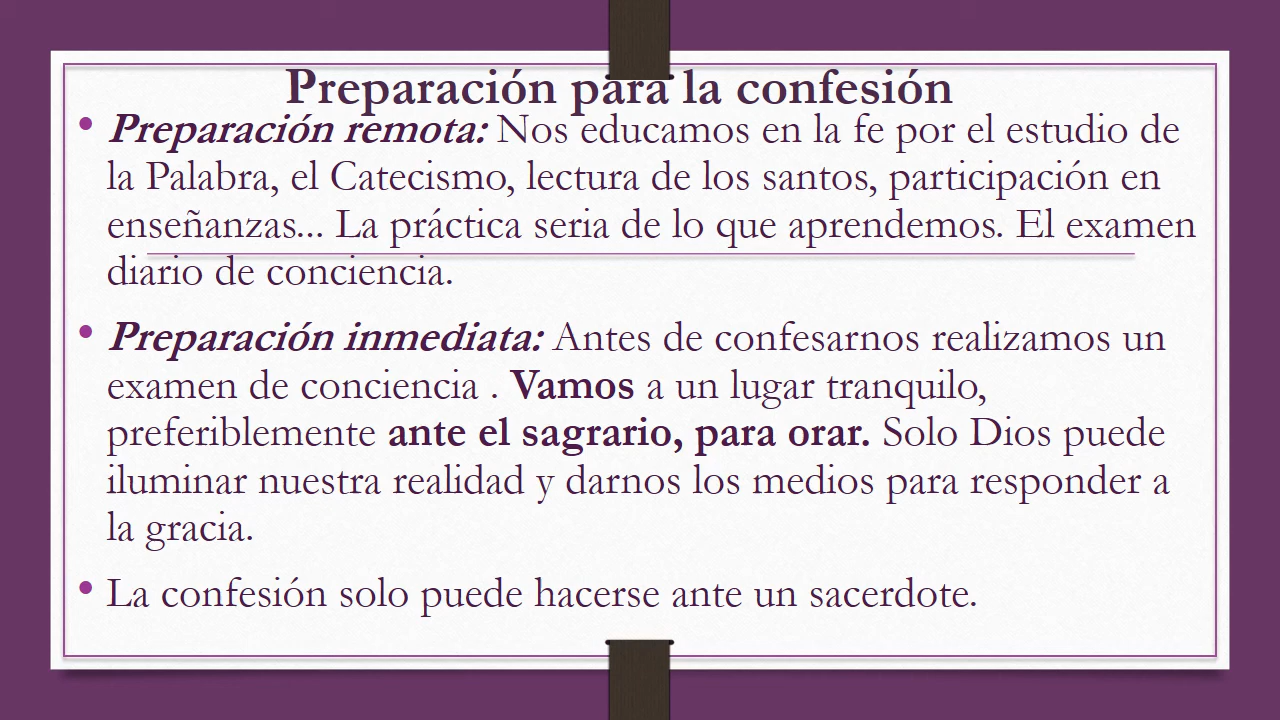 Preparación para la confesión
• Preparación remota: Nos educamos en la fe por el estudio de
la Palabra, el Catecismo, lectura de los santos, participación en
enseñanzas... La práctica seria de lo que aprendemos. El examen
diario de conciencia.
• Preparación inmediata: Antes de confesarnos realizamos un
examen de conciencia . Vamos a un lugar tranquilo,
preferiblemente ante el sagrario, para orar. Solo Dios puede
iluminar nuestra realidad y darnos los medios para responder a
la gracia.
• La confesión solo puede hacerse ante un sacerdote.